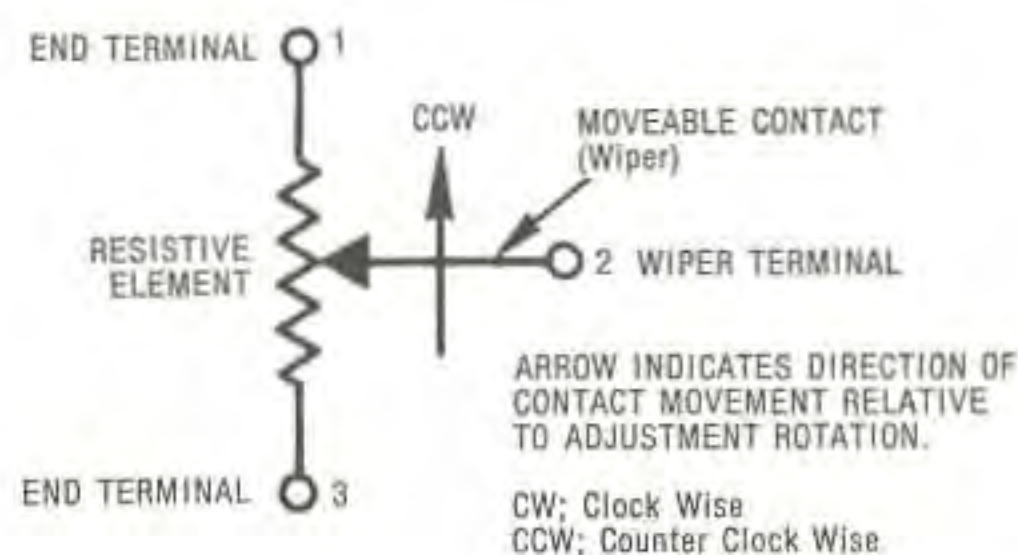 END TERMINAL 1
CCW
MOVEABLE CONTACT
(Wiper)
RESISTIVE
ELEMENT
2 WIPER TERMINAL
ARROW INDICATES DIRECTION OF
CONTACT MOVEMENT RELATIVE
TO ADJUSTMENT ROTATION.
END TERMINAL 3
CW; Clock Wise
CCW; Counter Clock Wise